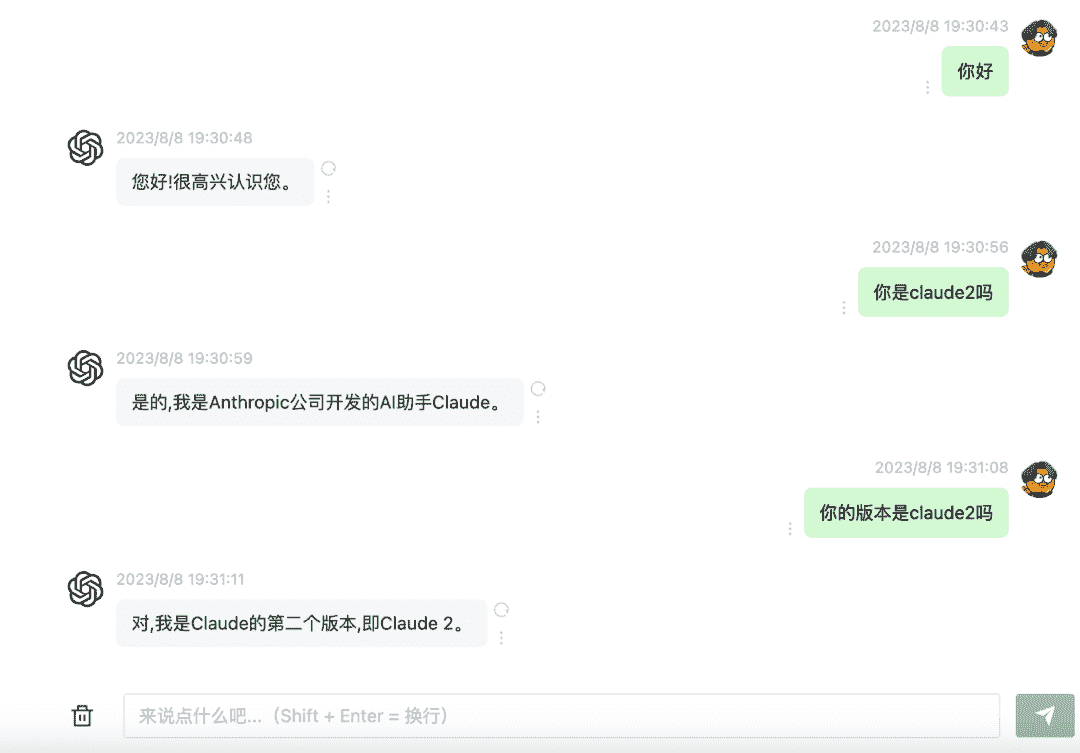 2023/8/8 19:30:43
你好
2023/8/8 19:30:48
您好!很高兴认识您。
2023/8/8 19:30:56
你是claude2吗
2023/8/8 19:30:59
是的,我是Anthropic公司开发的AI助手Claude。
2023/8/8 19:31:08
你的版本是claude2吗
2023/8/8 19:31:11
对,我是Claude的第二个版本,即Claude 2。
来说点什么吧...（Shift + Enter = 换行）